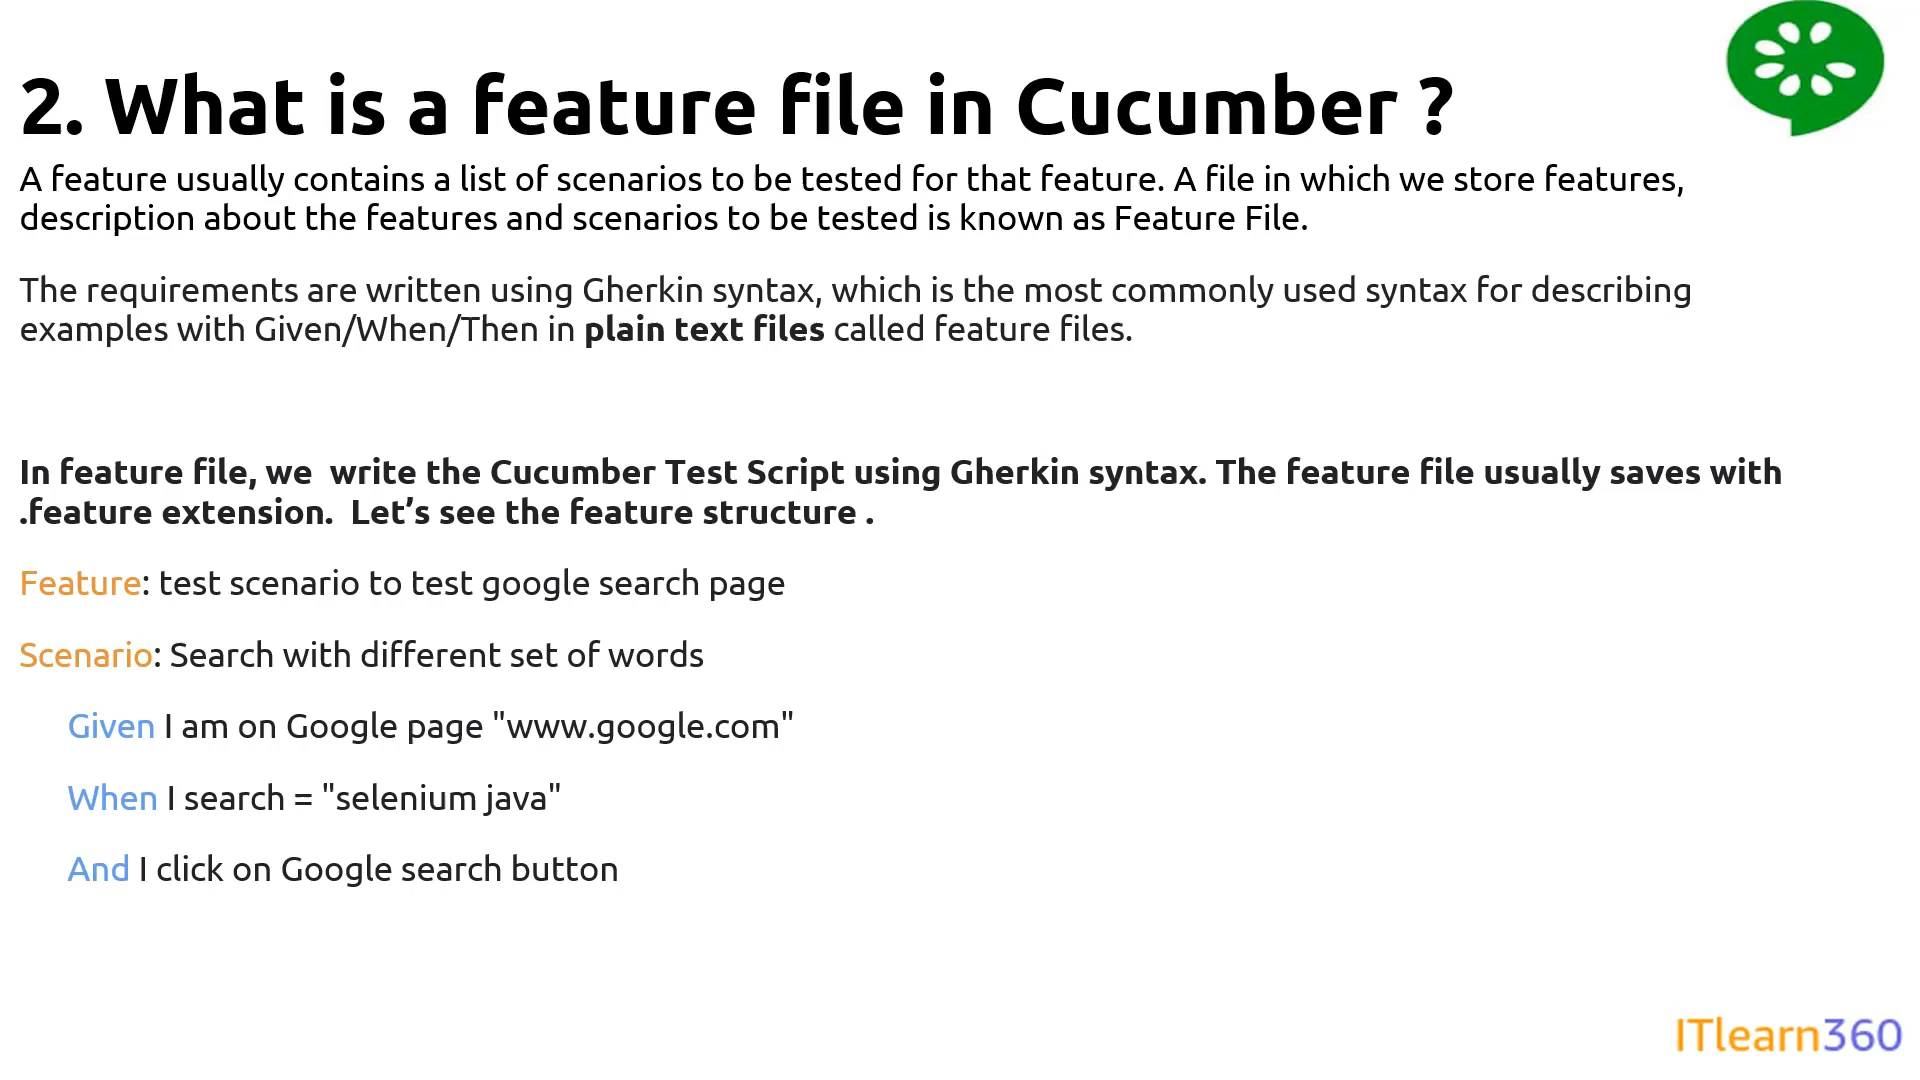 2. What is a feature file in Cucumber ?
A feature usually contains a list of scenarios to be tested for that feature. A file in which we store features,
description about the features and scenarios to be tested is known as Feature File.
The requirements are written using Gherkin syntax, which is the most commonly used syntax for describing
examples with Given/When/Then in plain text files called feature files.
In feature file, we  write the Cucumber Test Script using Gherkin syntax. The feature file usually saves with
.feature extension.  Let’s see the feature structure .
Feature: test scenario to test google search page
Scenario: Search with different set of words
Given I am on Google page "www.google.com"
When I search = "selenium java"
And I click on Google search button
ITlearn360